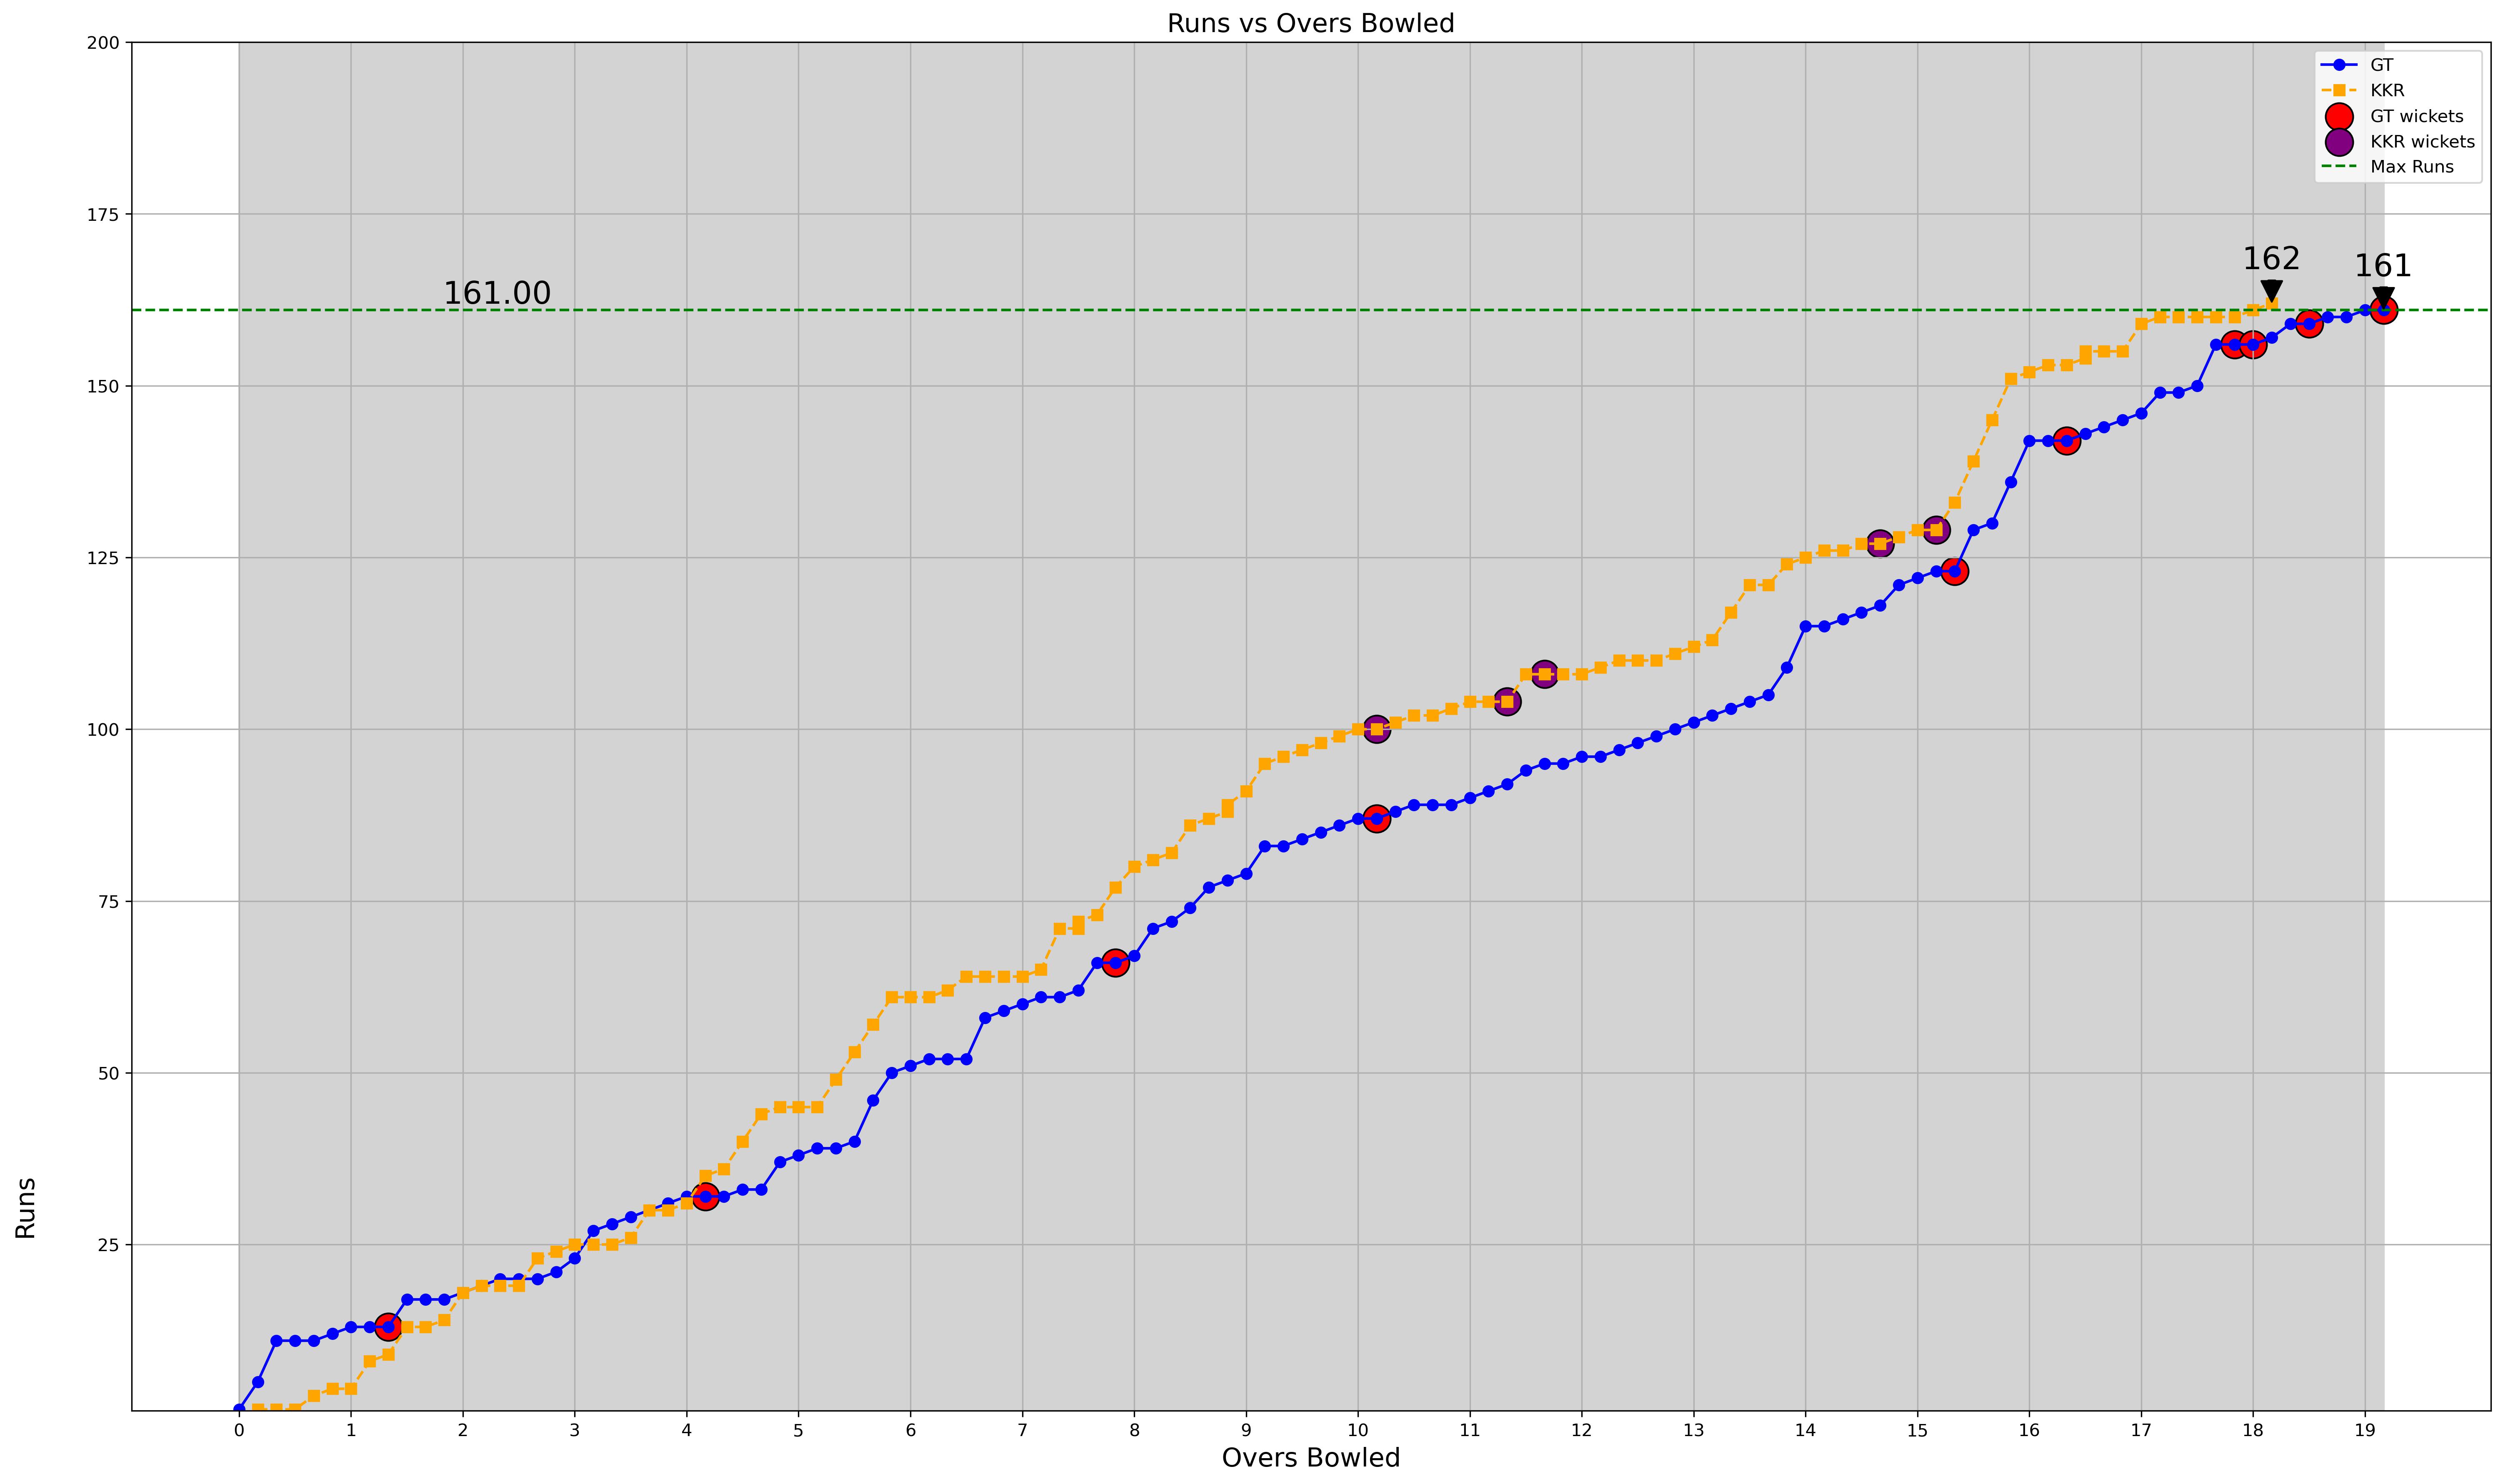 Runs vs Overs Bowled
200
175
150
125
100
75
50
25
Runs
GT
KKR
GT wickets
KKR wickets
Max Runs
162
161
161.00
0 1 2 3 4 5 6 7 8 9 10 11 12 13 14 15 16 17 18 19
Overs Bowled